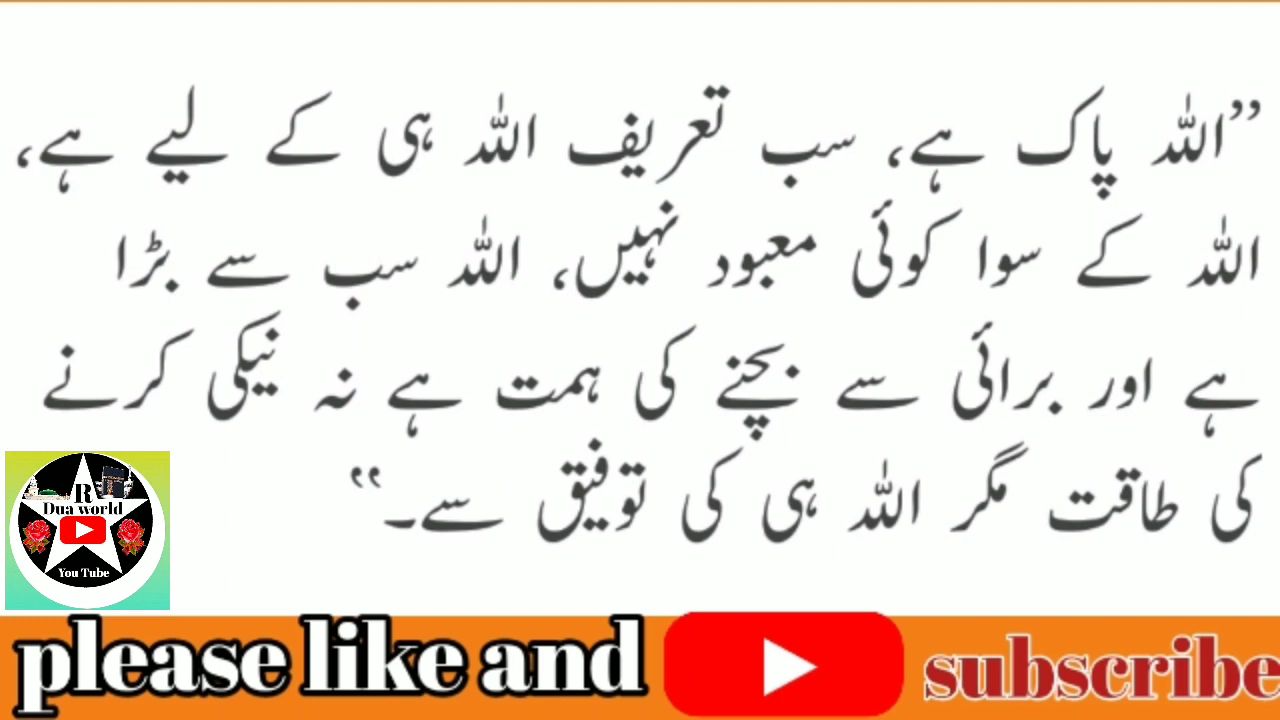 ”اللہ پاک ہے، سب تعریف اللہ ہی کے لیے ہے،
اللہ کے سوا کوئی معبود نہیں، اللہ سب سے بڑا
ہے اور برائی سے بچنے کی ہمت ہے نہ نیکی کرنے
کی طاقت مگر اللہ ہی کی توفیق سے۔“
R
Dua world
You Tube
please like and subscribe